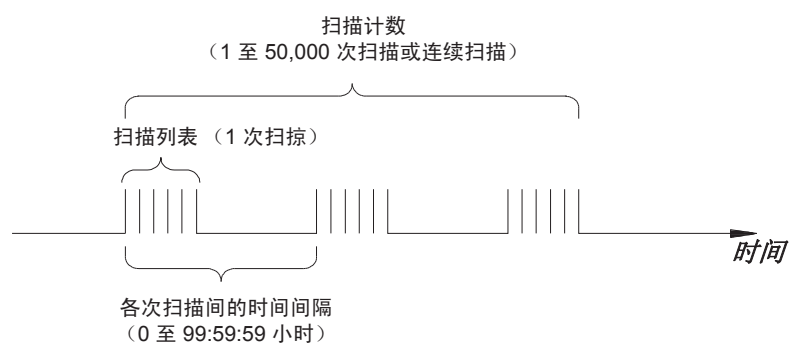 扫描计数
（1 至 50,000 次扫描或连续扫描）
扫描列表 （1 次扫掠）
时间
各次扫描间的时间间隔
（0 至 99:59:59 小时）